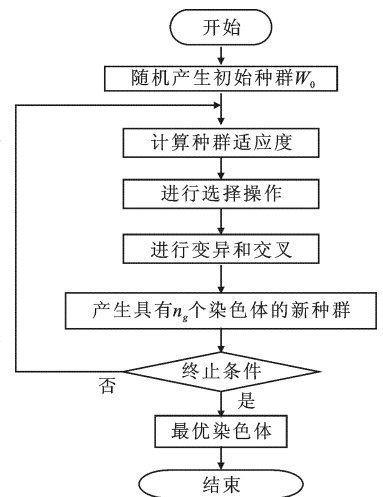 开始
随机产生初始种群W₀
计算种群适应度
进行选择操作
进行变异和交叉
产生具有n_g个染色体的新种群
终止条件
否
是
最优染色体
结束